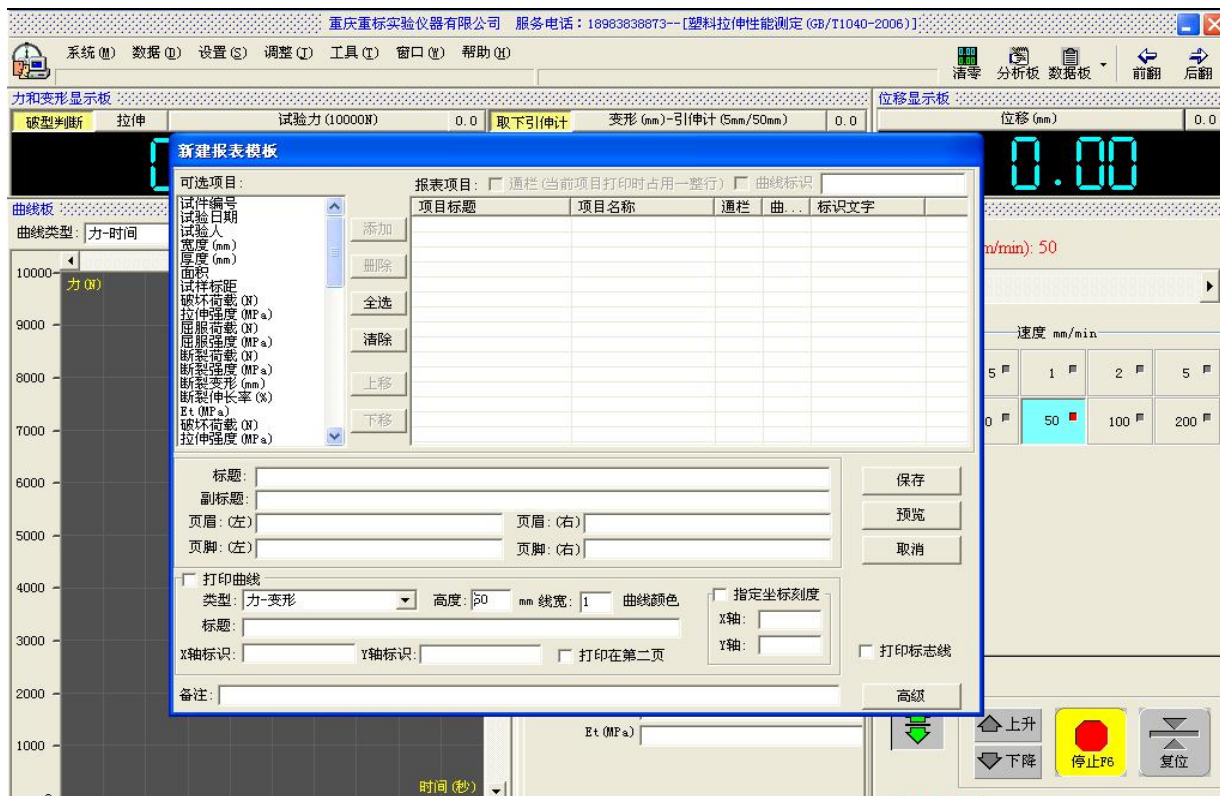 重庆重标实验仪器有限公司 服务电话：18983838873--[塑料拉伸性能测定(GB/T1040-2006)]
系统(M) 数据(D) 设置(S) 调整(J) 工具(T) 窗口(W) 帮助(H)
清零 分析板 数据板 前翻 后翻
力和变形显示板 位移显示板
破型判断 拉伸 试验力(10000N) 0.0 取下引伸计 变形(mm)-引伸计(5mm/50mm) 0.0 位移(mm) 0.0
0.00
曲线板
曲线类型: 力-时间
m/min): 50
速度 mm/min
5 1 2 5
0 50 100 200
力(N)
10000
9000
8000
7000
6000
5000
4000
3000
2000
1000
时间(秒)
新建报表模板
可选项目: 报表项目: 通栏(当前项目打印时占用一整行) 曲线标识
项目标题 项目名称 通栏 曲... 标识文字
试件编号
试验日期
试验人
宽度(mm)
厚度(mm)
面积
试样标距
破坏荷载(N)
拉伸强度(MPa)
屈服荷载(N)
屈服强度(MPa)
断裂荷载(N)
断裂强度(MPa)
断裂变形(mm)
断裂伸长率(%)
Et(MPa)
破坏荷载(N)
拉伸强度(MPa)
添加
删除
全选
清除
上移
下移
标题:
副标题:
页眉:(左) 页眉:(右)
页脚:(左) 页脚:(右)
保存
预览
取消
打印曲线
类型: 力-变形 高度: 50 mm 线宽: 1 曲线颜色
标题:
X轴标识: Y轴标识: 打印在第二页
指定坐标刻度
X轴:
Y轴:
打印标志线
备注: 高级
Et(MPa)
上升
下降
停止F6
复位